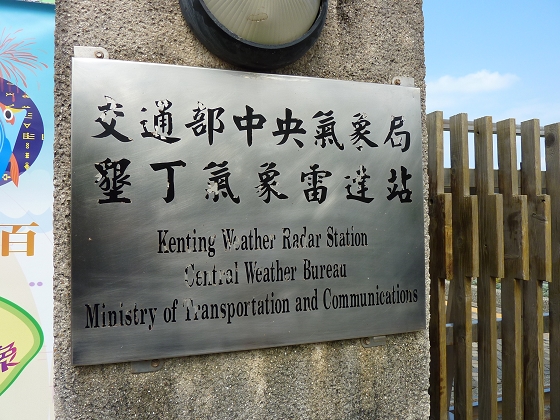 交通部中央氣象局
墾丁氣象雷達站
Kenting Weather Radar Station
Central Weather Bureau
Ministry of Transportation and Communications
百